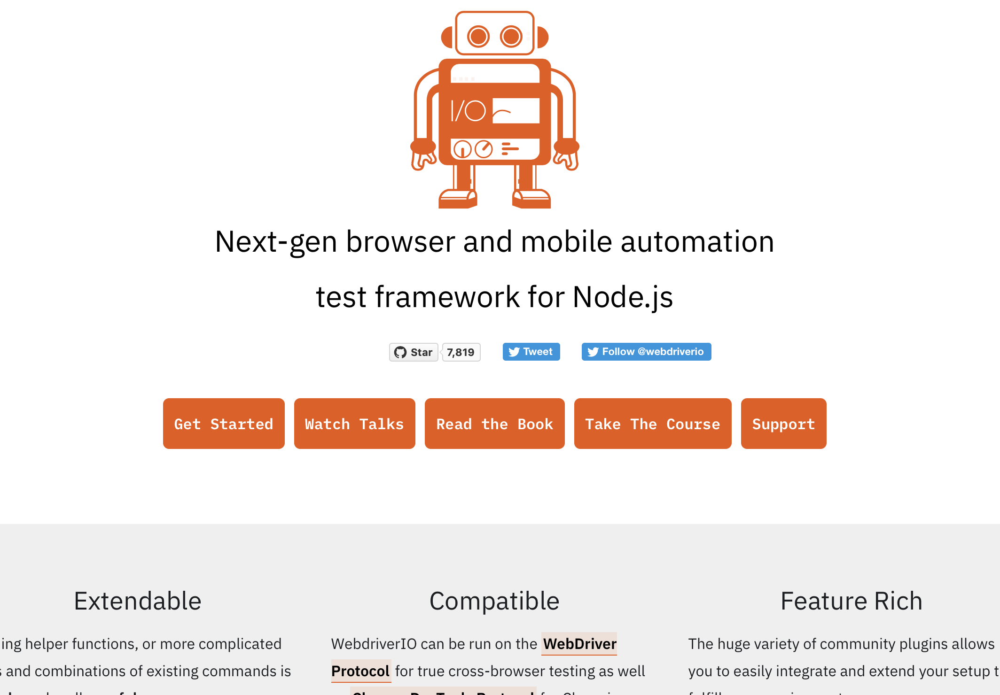 I/O
Next-gen browser and mobile automation
test framework for Node.js
Star 7,819 Tweet Follow @webdriverio
Get Started Watch Talks Read the Book Take The Course Support
Extendable
ing helper functions, or more complicated
and combinations of existing commands is
Compatible
WebdriverIO can be run on the WebDriver
Protocol for true cross-browser testing as well
Feature Rich
The huge variety of community plugins allows
you to easily integrate and extend your setup t